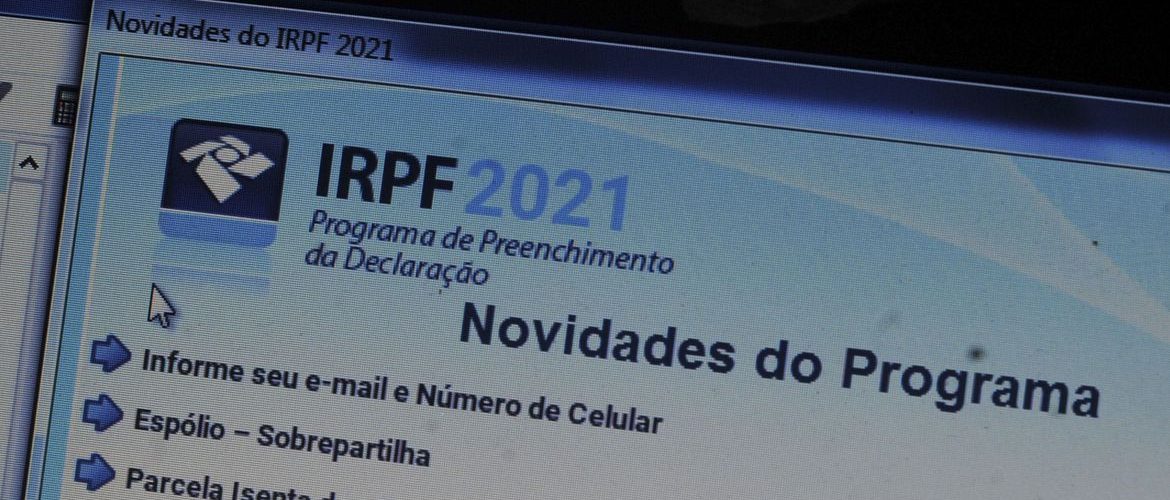 Novidades do IRPF 2021
IRPF 2021
Programa de Preenchimento
da Declaração
Novidades do Programa
Informe seu e-mail e Número de Celular
Espólio – Sobrepartilha
Parcela Isenta d